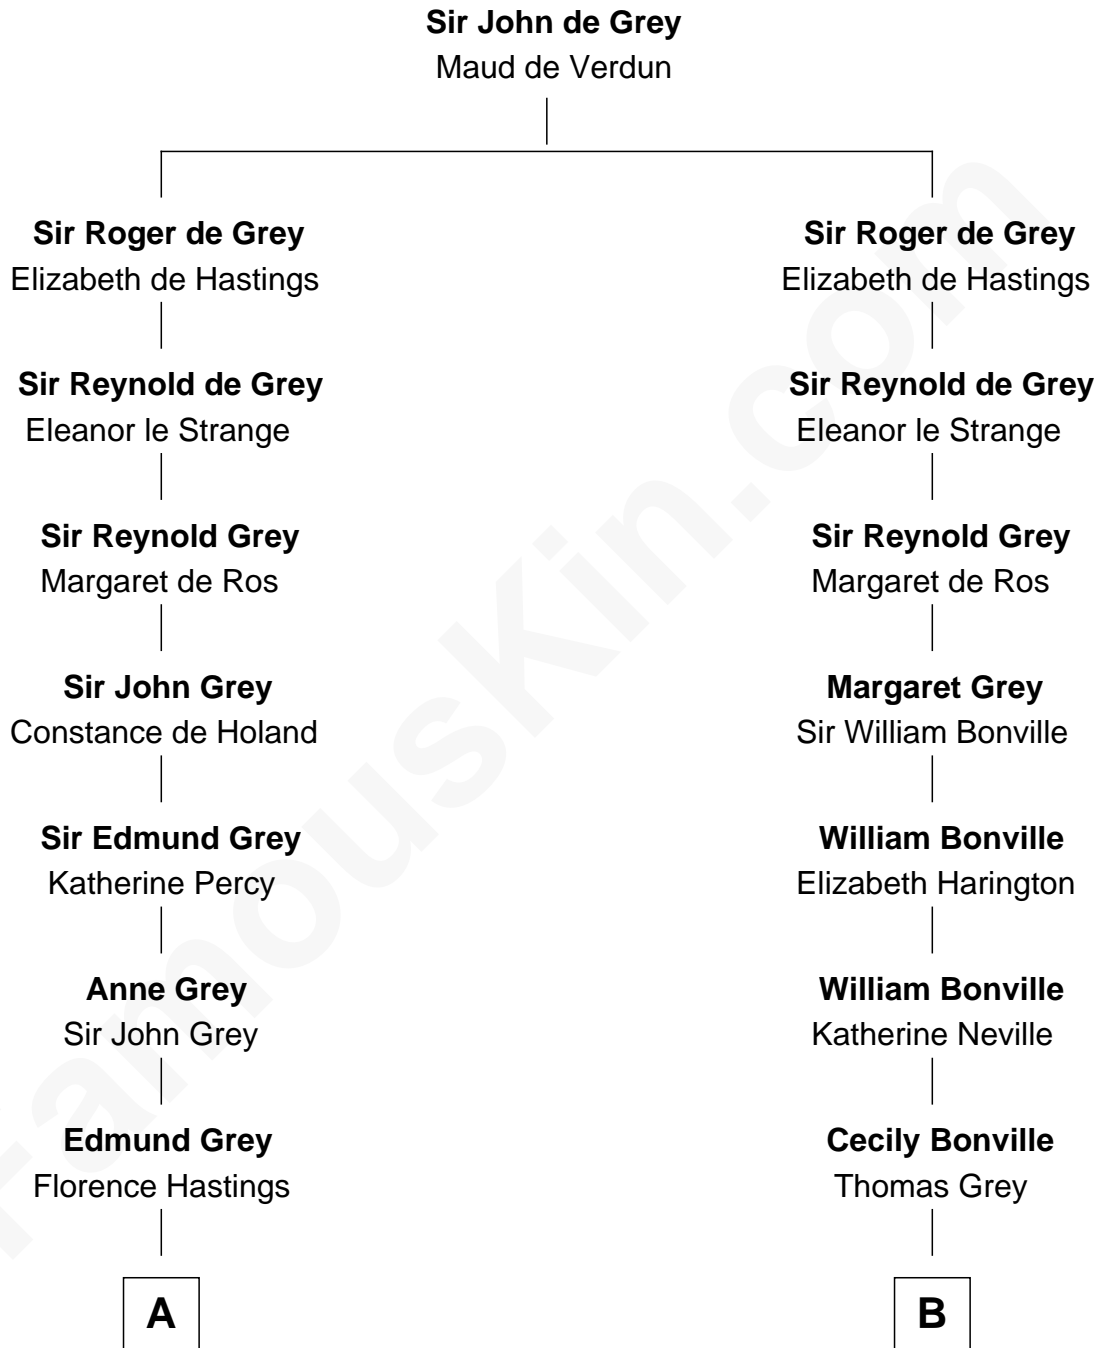 Sir John de Grey
Maud de Verdun
Sir Roger de Grey
Elizabeth de Hastings
Sir Reynold de Grey
Eleanor le Strange
Sir Reynold Grey
Margaret de Ros
Sir John Grey
Constance de Holand
Sir Edmund Grey
Katherine Percy
Anne Grey
Sir John Grey
Edmund Grey
Florence Hastings
A
Sir Roger de Grey
Elizabeth de Hastings
Sir Reynold de Grey
Eleanor le Strange
Sir Reynold Grey
Margaret de Ros
Margaret Grey
Sir William Bonville
William Bonville
Elizabeth Harington
William Bonville
Katherine Neville
Cecily Bonville
Thomas Grey
B
FamousKin.com